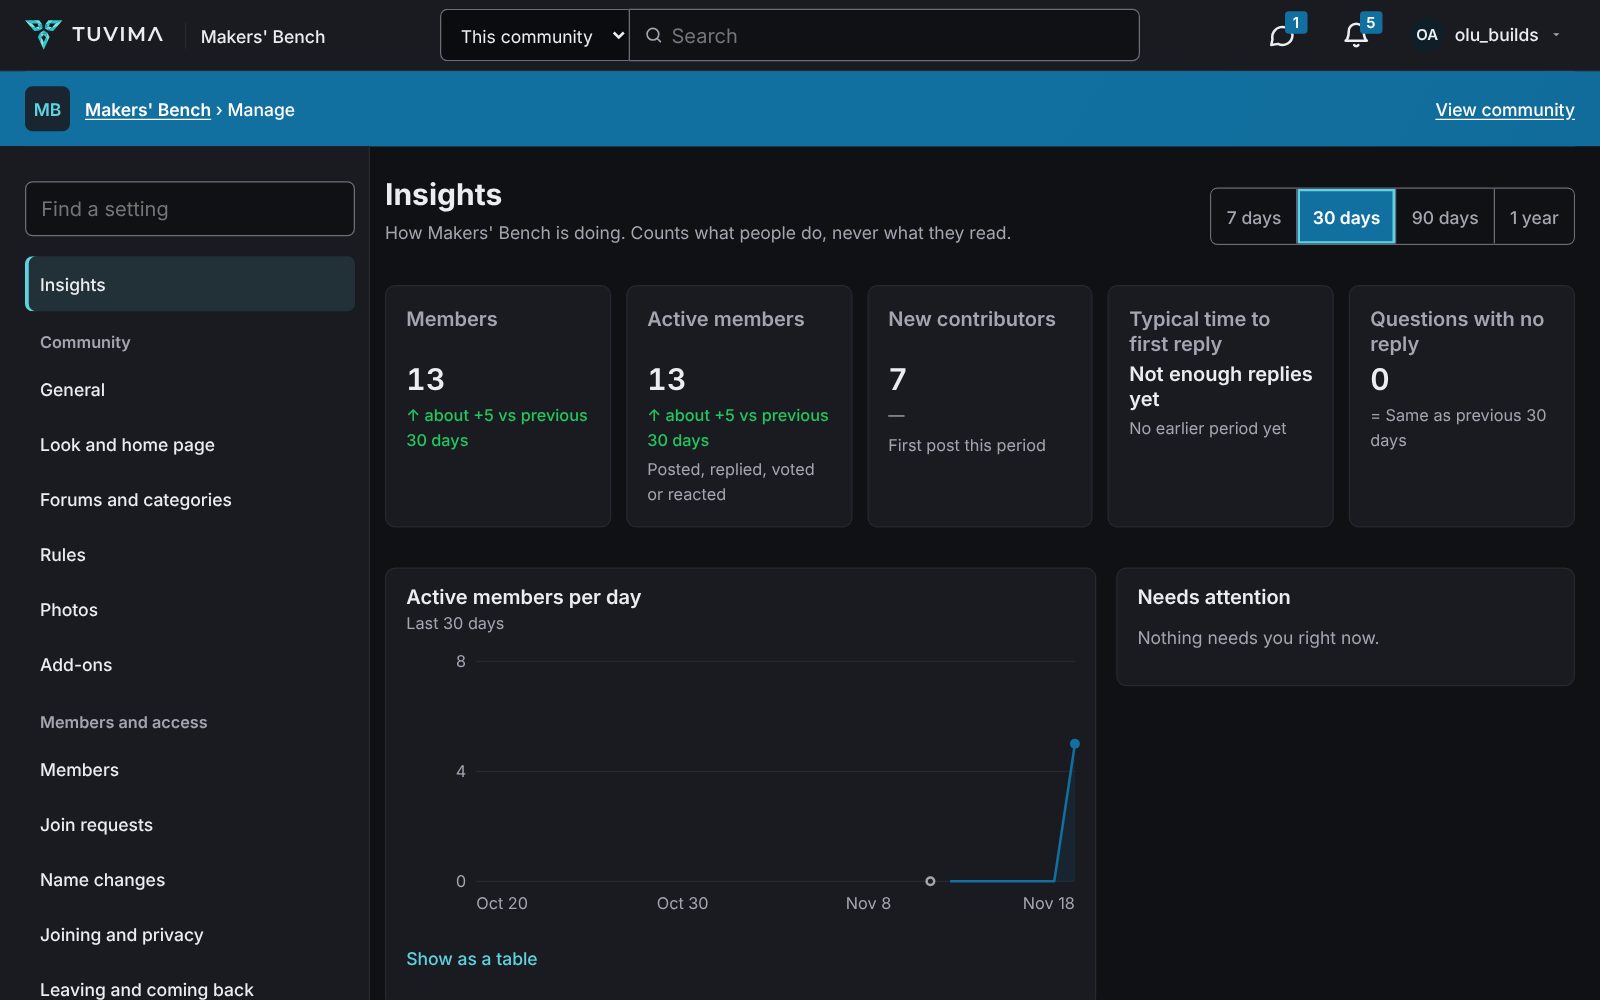 TUVIMA
Makers' Bench
This community
Search
1
5
OA
olu_builds
MB
Makers' Bench › Manage
View community
Find a setting
Insights
Community
General
Look and home page
Forums and categories
Rules
Photos
Add-ons
Members and access
Members
Join requests
Name changes
Joining and privacy
Leaving and coming back
Insights
How Makers' Bench is doing. Counts what people do, never what they read.
7 days
30 days
90 days
1 year
Members
13
↑ about +5 vs previous
30 days
Active members
13
↑ about +5 vs previous
30 days
Posted, replied, voted
or reacted
New contributors
7
—
First post this period
Typical time to
first reply
Not enough replies
yet
No earlier period yet
Questions with no
reply
0
= Same as previous 30
days
Active members per day
Last 30 days
8
4
0
Oct 20
Oct 30
Nov 8
Nov 18
Show as a table
Needs attention
Nothing needs you right now.